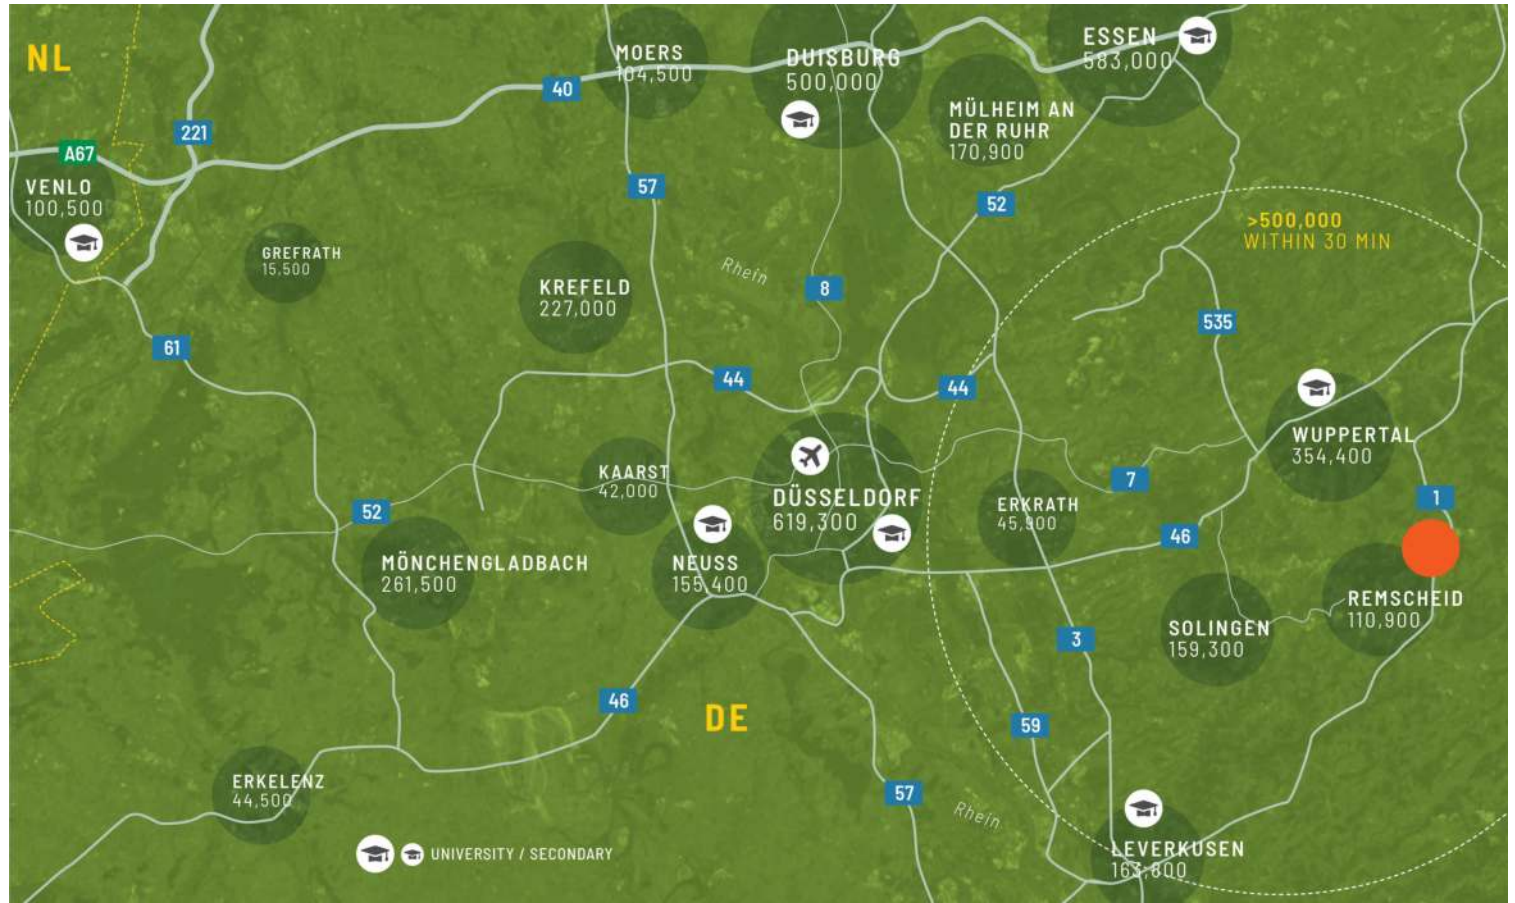 NL
MOERS
104,500
DUISBURG
500,000
ESSEN
583,000
40
MÜLHEIM AN
DER RUHR
170,900
221
A67
VENLO
100,500
57
52
>500,000
WITHIN 30 MIN
GREFRATH
15,500
KREFELD
227,000
Rhein
8
535
61
44
44
WUPPERTAL
354,400
KAARST
42,000
7
1
DÜSSELDORF
619,300
ERKRATH
45,900
52
46
MÖNCHENGLADBACH
261,500
NEUSS
155,400
REMSCHEID
110,900
SOLINGEN
159,300
3
46
DE
59
ERKELENZ
44,500
57
Rhein
LEVERKUSEN
163,800
UNIVERSITY / SECONDARY